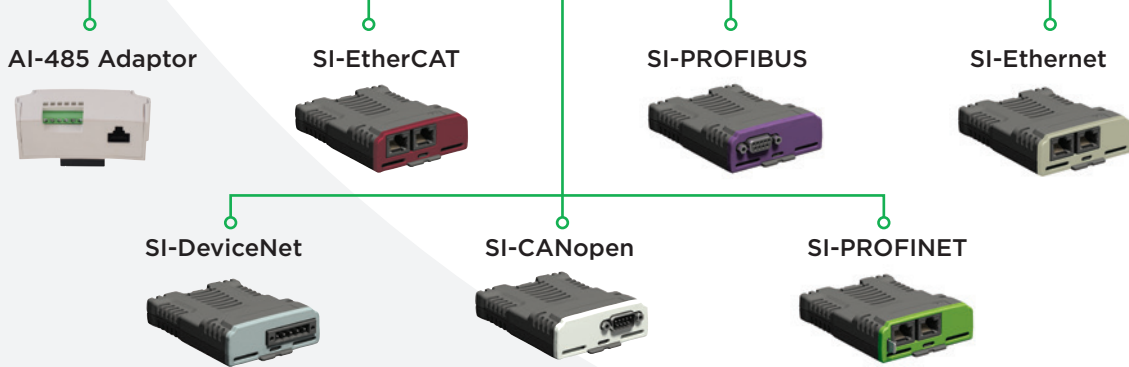 AI-485 Adaptor
SI-EtherCAT
SI-PROFIBUS
SI-Ethernet
SI-DeviceNet
SI-CANopen
SI-PROFINET